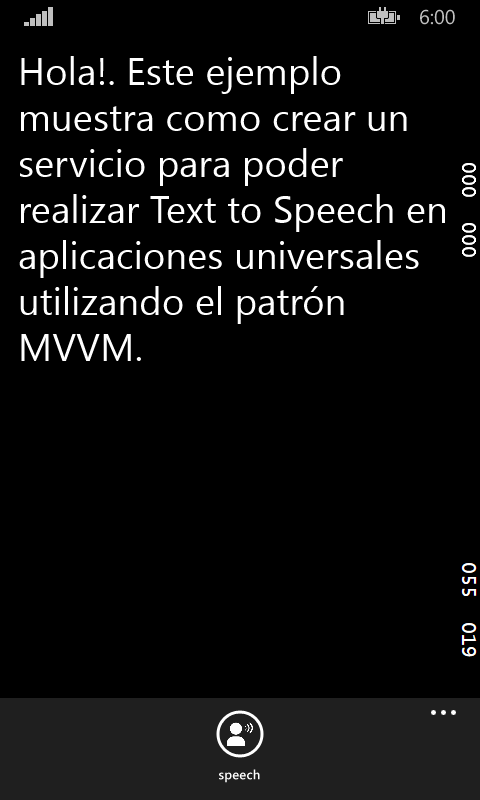 6:00
Hola!. Este ejemplo
muestra como crear un
servicio para poder
realizar Text to Speech en
aplicaciones universales
utilizando el patrón
MVVM.
000 000
055 019
speech